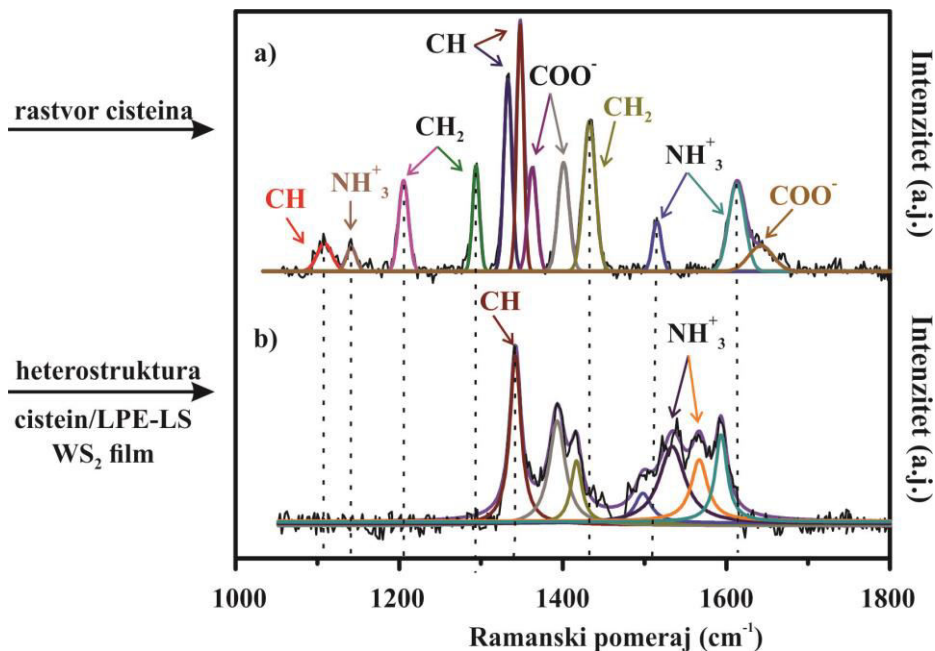 a)
CH
COO⁻
CH₂
CH₂
NH⁺₃
CH
NH⁺₃
COO⁻
rastvor cisteina
Intenzitet (a.j.)
b)
CH
NH⁺₃
heterostruktura
cistein/LPE-LS
WS₂ film
Intenzitet (a.j.)
1000 1200 1400 1600 1800
Ramanski pomeraj (cm⁻¹)